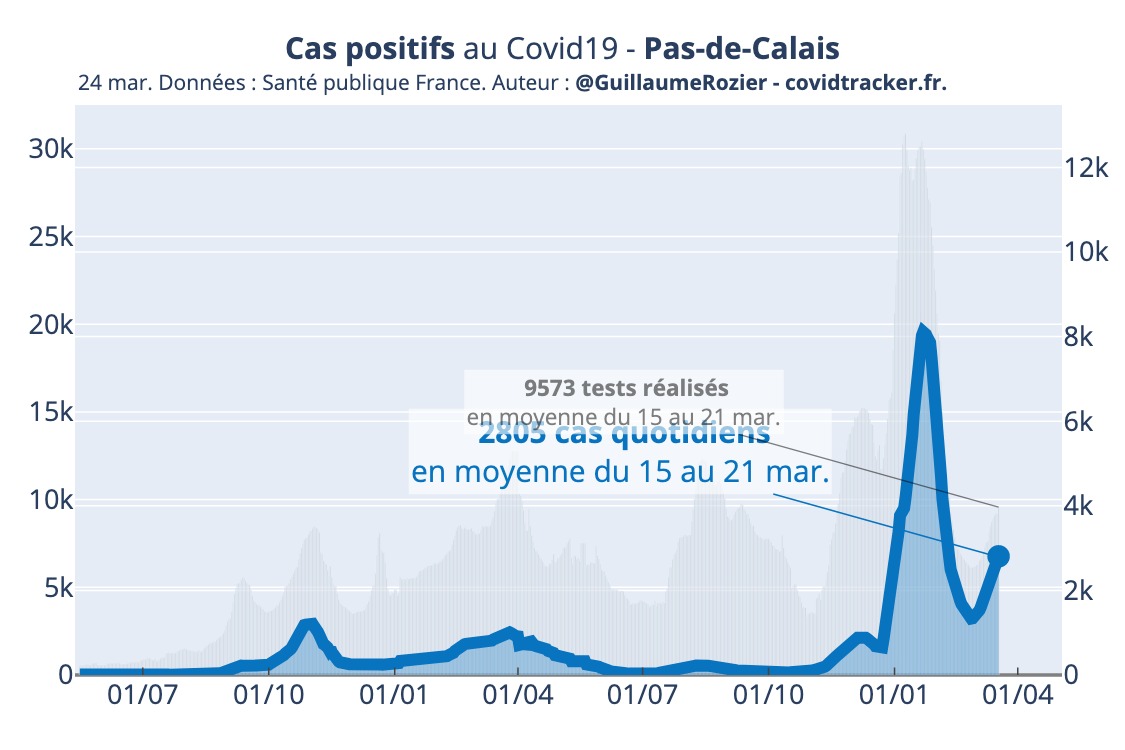 Cas positifs au Covid19 - Pas-de-Calais
24 mar. Données : Santé publique France. Auteur : @GuillaumeRozier - covidtracker.fr.
30k
25k
20k
15k
10k
5k
0
12k
10k
8k
6k
4k
2k
0
9573 tests réalisés
en moyenne du 15 au 21 mar.
2805 cas quotidiens
en moyenne du 15 au 21 mar.
01/07 01/10 01/01 01/04 01/07 01/10 01/01 01/04